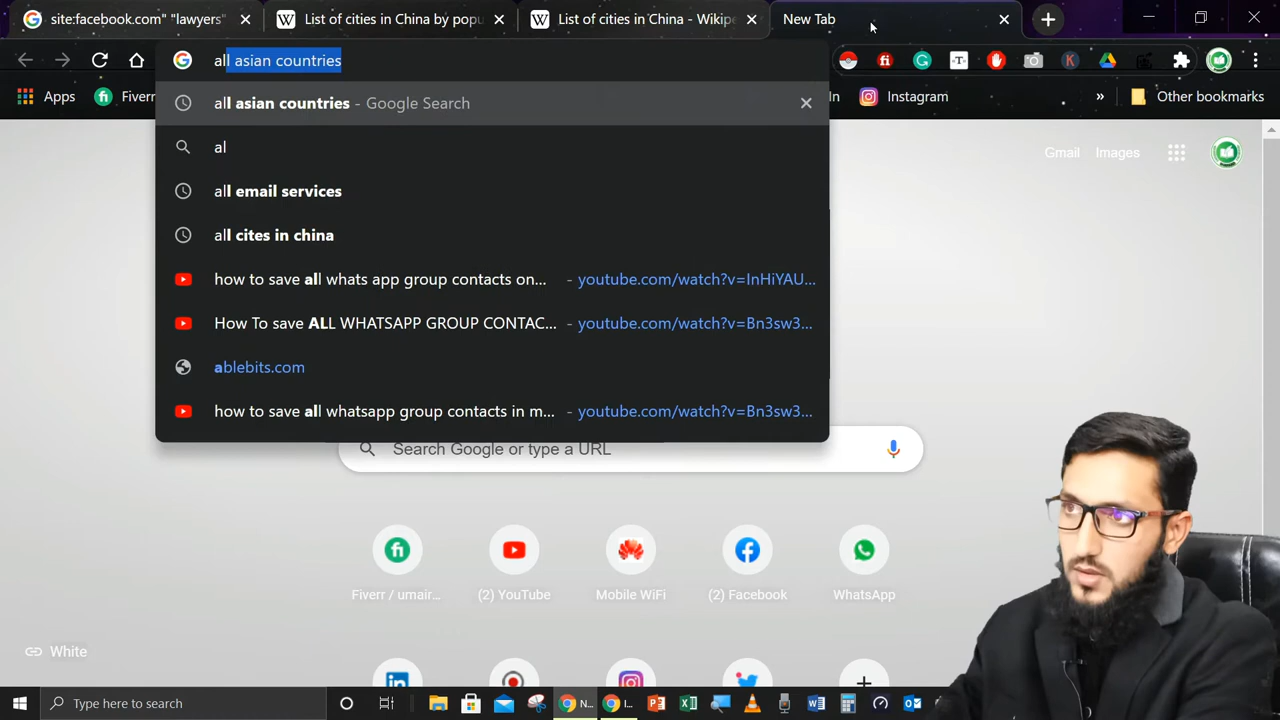 site:facebook.com" "lawyers"
List of cities in China by popu
List of cities in China - Wikipe
New Tab
all asian countries
Apps
Fiverr
In
Instagram
»
Other bookmarks
all asian countries - Google Search
al
all email services
all cites in china
how to save all whats app group contacts on... - youtube.com/watch?v=InHiYAU...
How To save ALL WHATSAPP GROUP CONTAC... - youtube.com/watch?v=Bn3sw3...
ablebits.com
how to save all whatsapp group contacts in m... - youtube.com/watch?v=Bn3sw3...
Gmail
Images
Search Google or type a URL
Fiverr / umair...
(2) YouTube
Mobile WiFi
(2) Facebook
WhatsApp
White
Type here to search
N...
I...